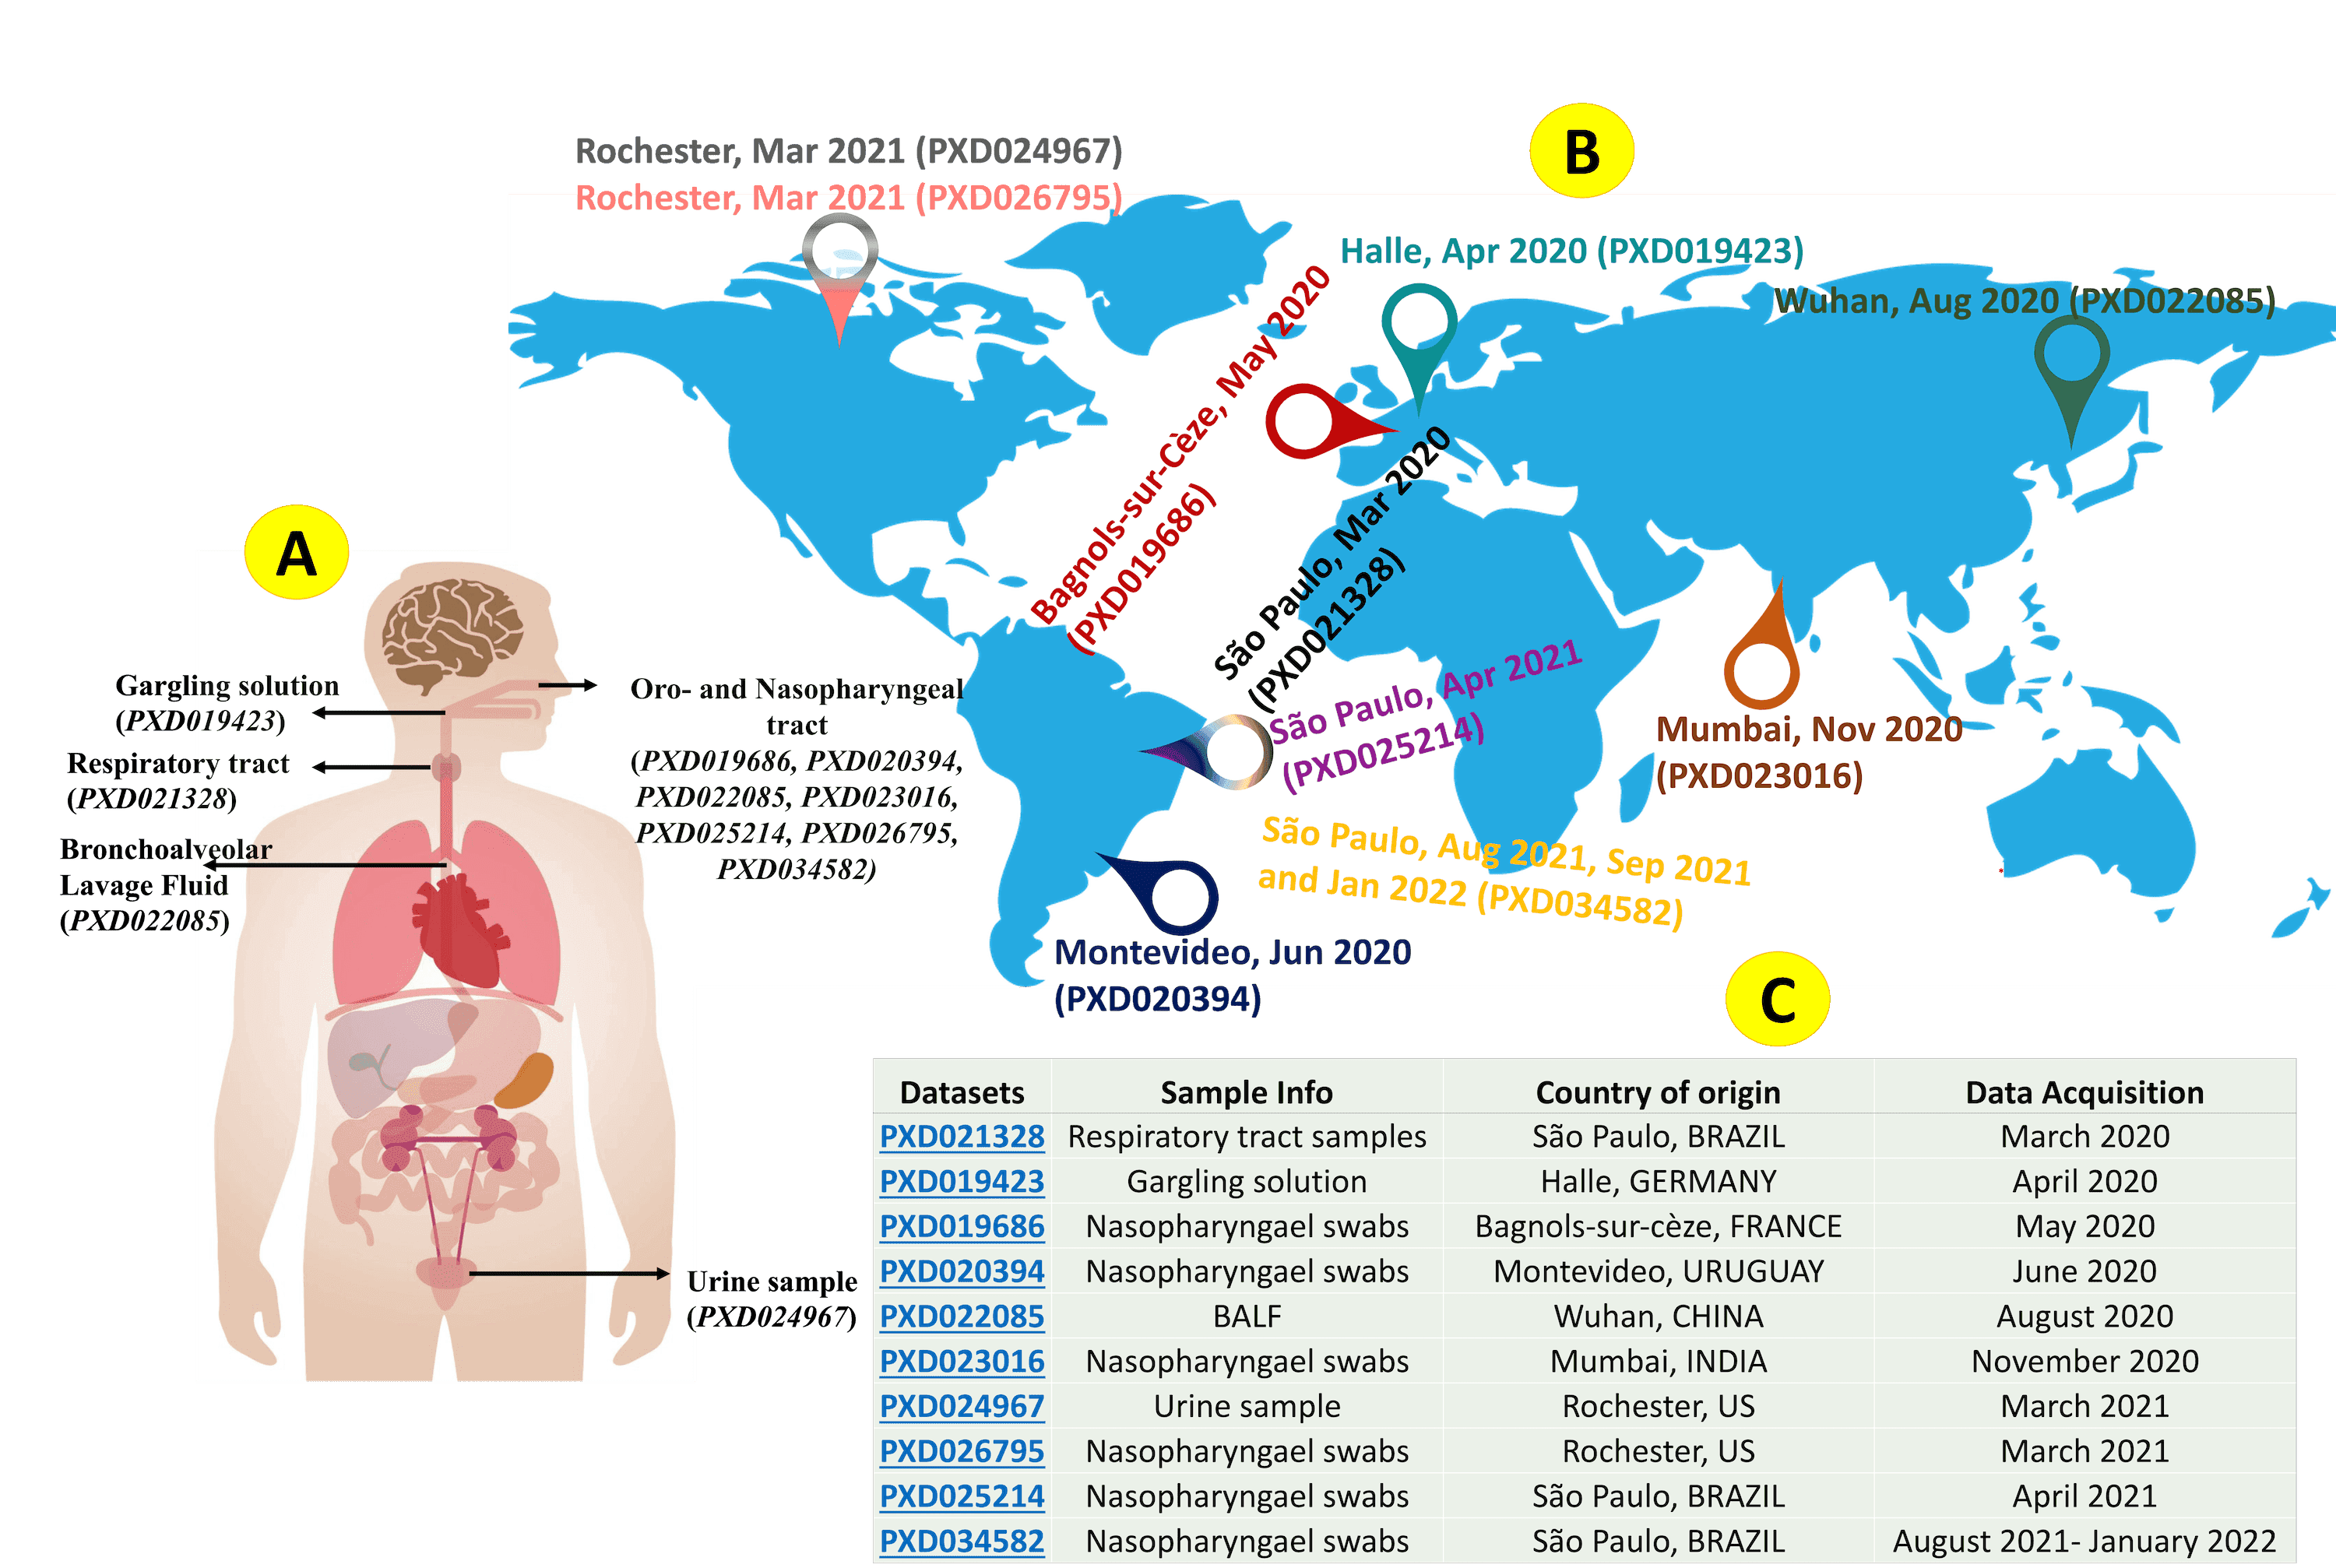 Rochester, Mar 2021 (PXD024967)
Rochester, Mar 2021 (PXD026795)
B
Halle, Apr 2020 (PXD019423)
Wuhan, Aug 2020 (PXD022085)
Bagnols-sur-Cèze, May 2020
(PXD019686)
São Paulo, Mar 2020
(PXD021328)
São Paulo, Apr 2021
(PXD025214)
São Paulo, Aug 2021, Sep 2021
and Jan 2022 (PXD034582)
Mumbai, Nov 2020
(PXD023016)
Montevideo, Jun 2020
(PXD020394)
A
Gargling solution
(PXD019423)
Respiratory tract
(PXD021328)
Bronchoalveolar
Lavage Fluid
(PXD022085)
Oro- and Nasopharyngeal
tract
(PXD019686, PXD020394,
PXD022085, PXD023016,
PXD025214, PXD026795,
PXD034582)
Urine sample
(PXD024967)
C
Datasets Sample Info Country of origin Data Acquisition
PXD021328 Respiratory tract samples São Paulo, BRAZIL March 2020
PXD019423 Gargling solution Halle, GERMANY April 2020
PXD019686 Nasopharyngael swabs Bagnols-sur-cèze, FRANCE May 2020
PXD020394 Nasopharyngael swabs Montevideo, URUGUAY June 2020
PXD022085 BALF Wuhan, CHINA August 2020
PXD023016 Nasopharyngael swabs Mumbai, INDIA November 2020
PXD024967 Urine sample Rochester, US March 2021
PXD026795 Nasopharyngael swabs Rochester, US March 2021
PXD025214 Nasopharyngael swabs São Paulo, BRAZIL April 2021
PXD034582 Nasopharyngael swabs São Paulo, BRAZIL August 2021- January 2022